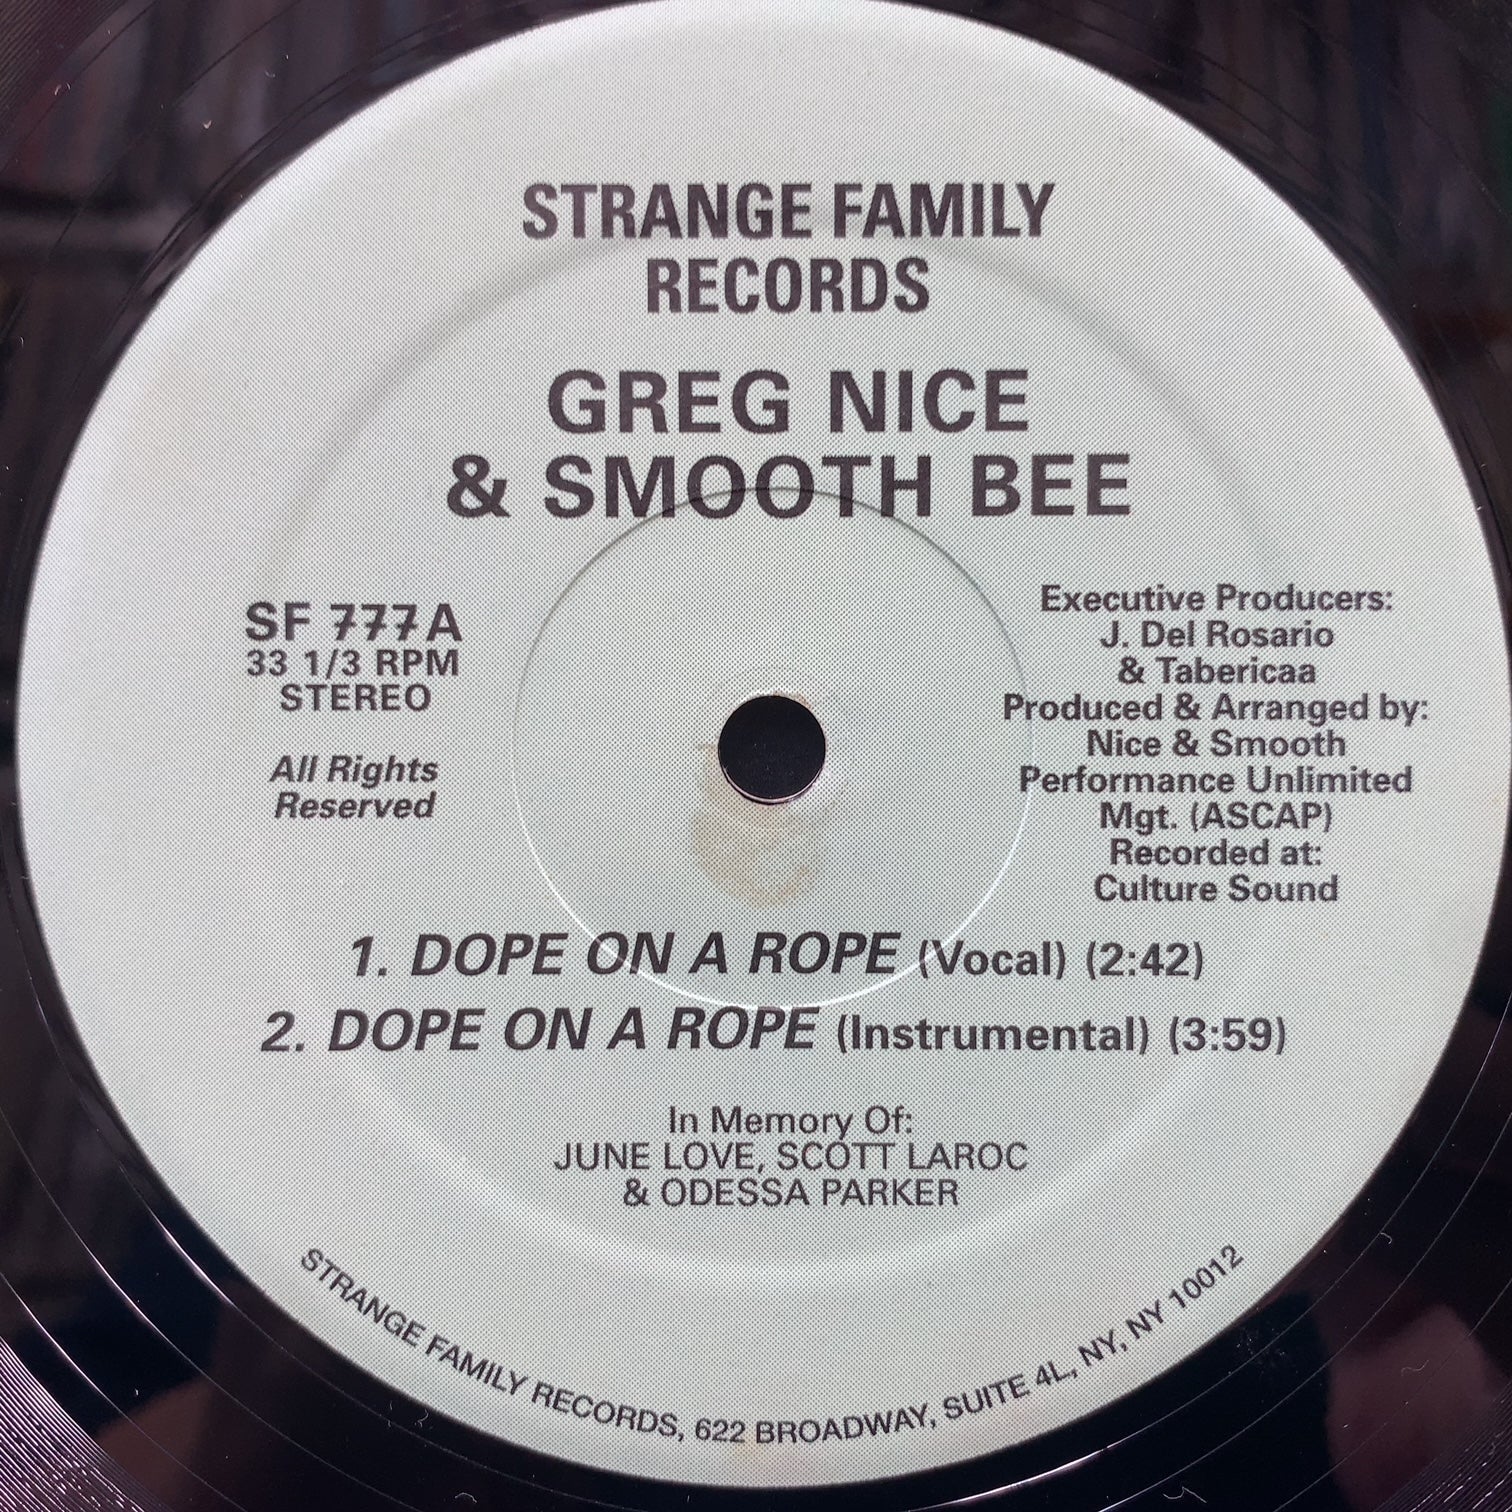 STRANGE FAMILY
RECORDS
GREG NICE
& SMOOTH BEE
SF 777A
33 1/3 RPM
STEREO
All Rights
Reserved
Executive Producers:
J. Del Rosario
& Tabericaa
Produced & Arranged by:
Nice & Smooth
Performance Unlimited
Mgt. (ASCAP)
Recorded at:
Culture Sound
1. DOPE ON A ROPE (Vocal) (2:42)
2. DOPE ON A ROPE (Instrumental) (3:59)
In Memory Of:
JUNE LOVE, SCOTT LAROC
& ODESSA PARKER
STRANGE FAMILY RECORDS, 622 BROADWAY, SUITE 4L, NY, NY 10012